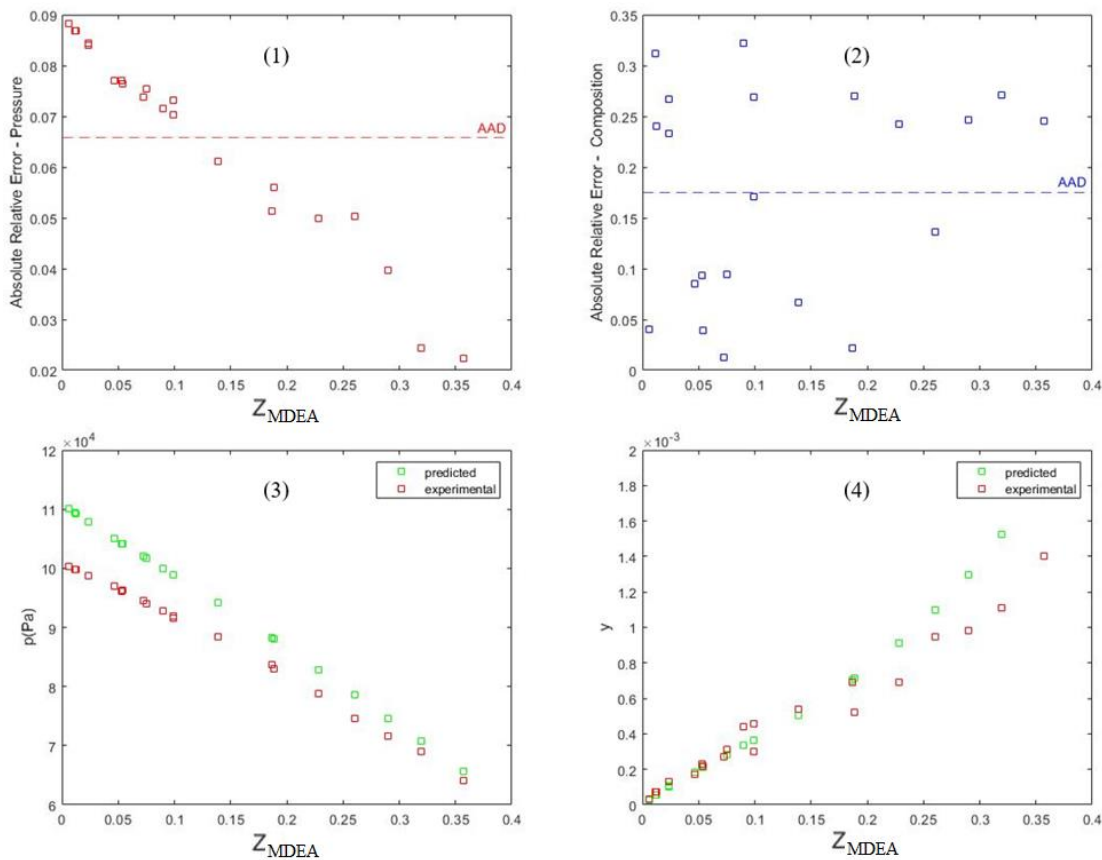 (1)
AAD
Absolute Relative Error - Pressure
0.09
0.08
0.07
0.06
0.05
0.04
0.03
0.02
0 0.05 0.1 0.15 0.2 0.25 0.3 0.35 0.4
Z MDEA
(2)
AAD
Absolute Relative Error - Composition
0.35
0.3
0.25
0.2
0.15
0.1
0.05
0
0 0.05 0.1 0.15 0.2 0.25 0.3 0.35 0.4
Z MDEA
×10⁴
(3)
predicted
experimental
p(Pa)
12
11
10
9
8
7
6
0 0.05 0.1 0.15 0.2 0.25 0.3 0.35 0.4
Z MDEA
×10⁻³
(4)
predicted
experimental
y
2
1.8
1.6
1.4
1.2
1
0.8
0.6
0.4
0.2
0
0 0.05 0.1 0.15 0.2 0.25 0.3 0.35 0.4
Z MDEA